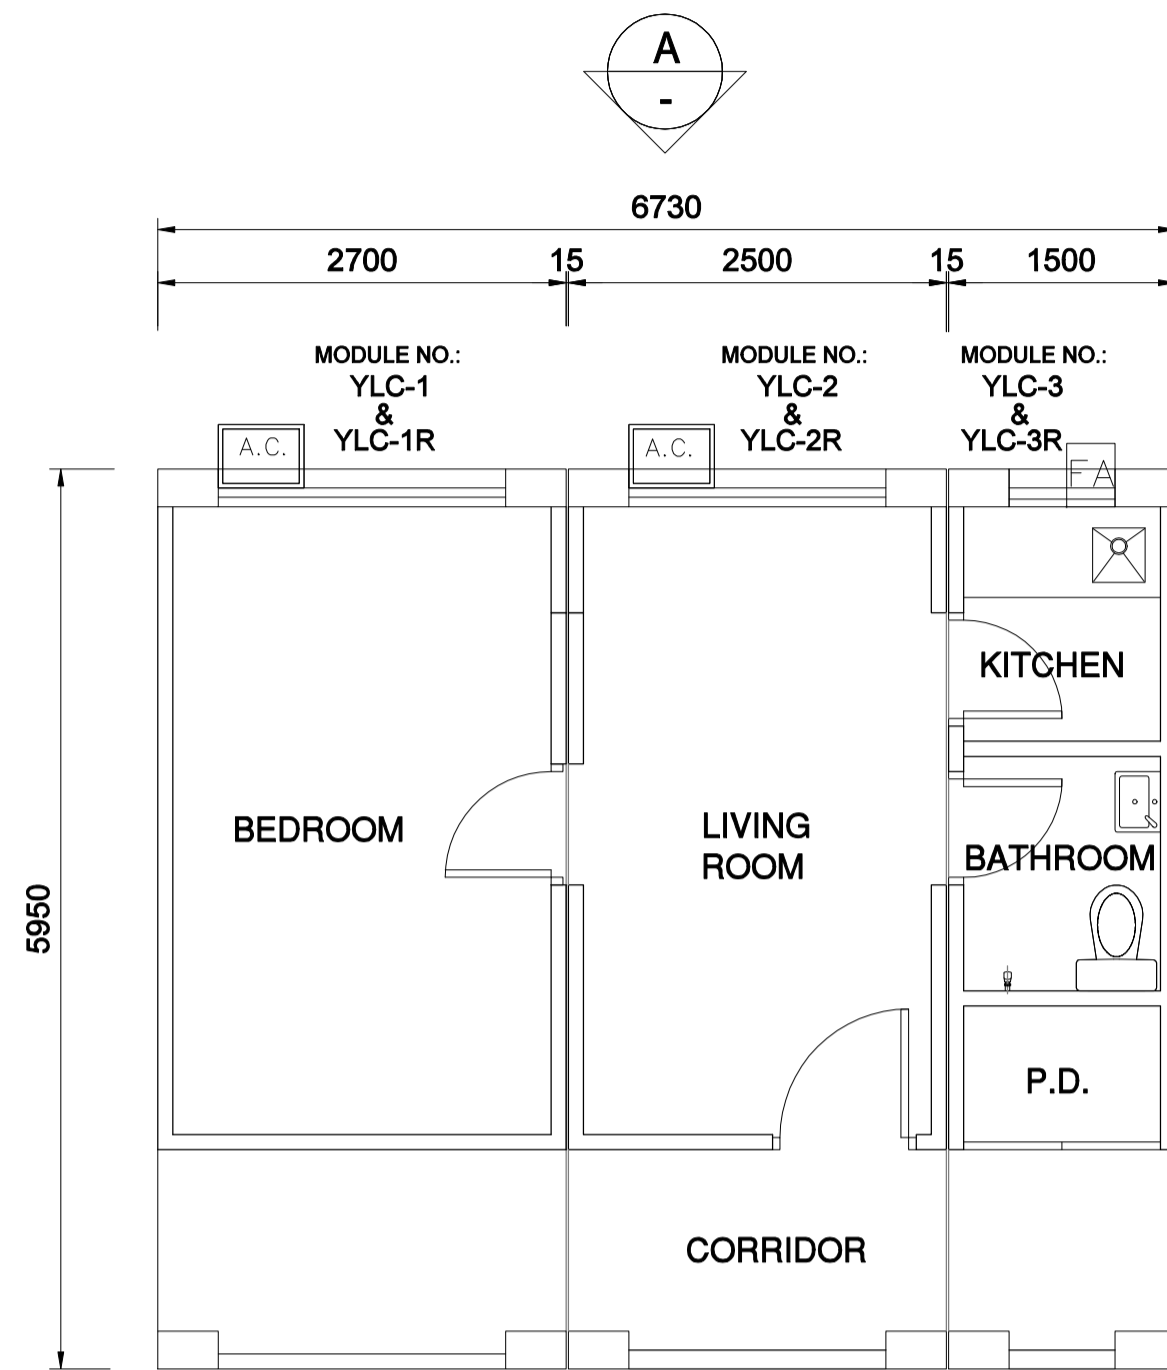 A
-
6730
2700 15 2500 15 1500
MODULE NO.:
YLC-1
&
YLC-1R
MODULE NO.:
YLC-2
&
YLC-2R
MODULE NO.:
YLC-3
&
YLC-3R
A.C.
A.C.
FA
KITCHEN
BEDROOM
LIVING
ROOM
BATHROOM
5950
P.D.
CORRIDOR